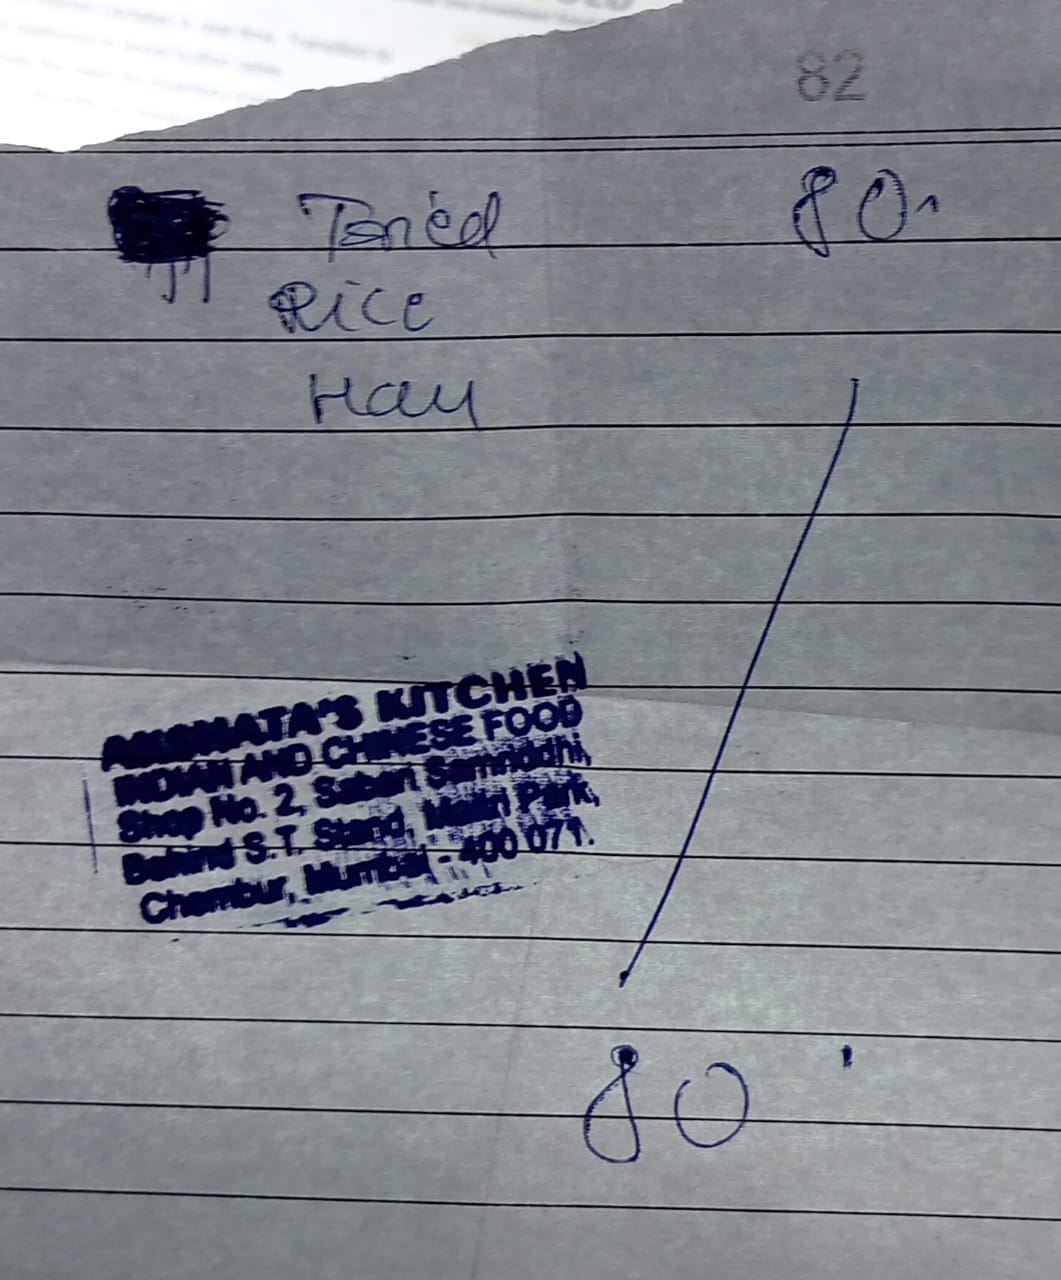 82
80
Rice
Half
KITCHEN
INDIAN AND CHINESE FOOD
Shop No. 2,
Behind S.T. Stand, Park,
Chembur, Mumbai - 400 071.
80